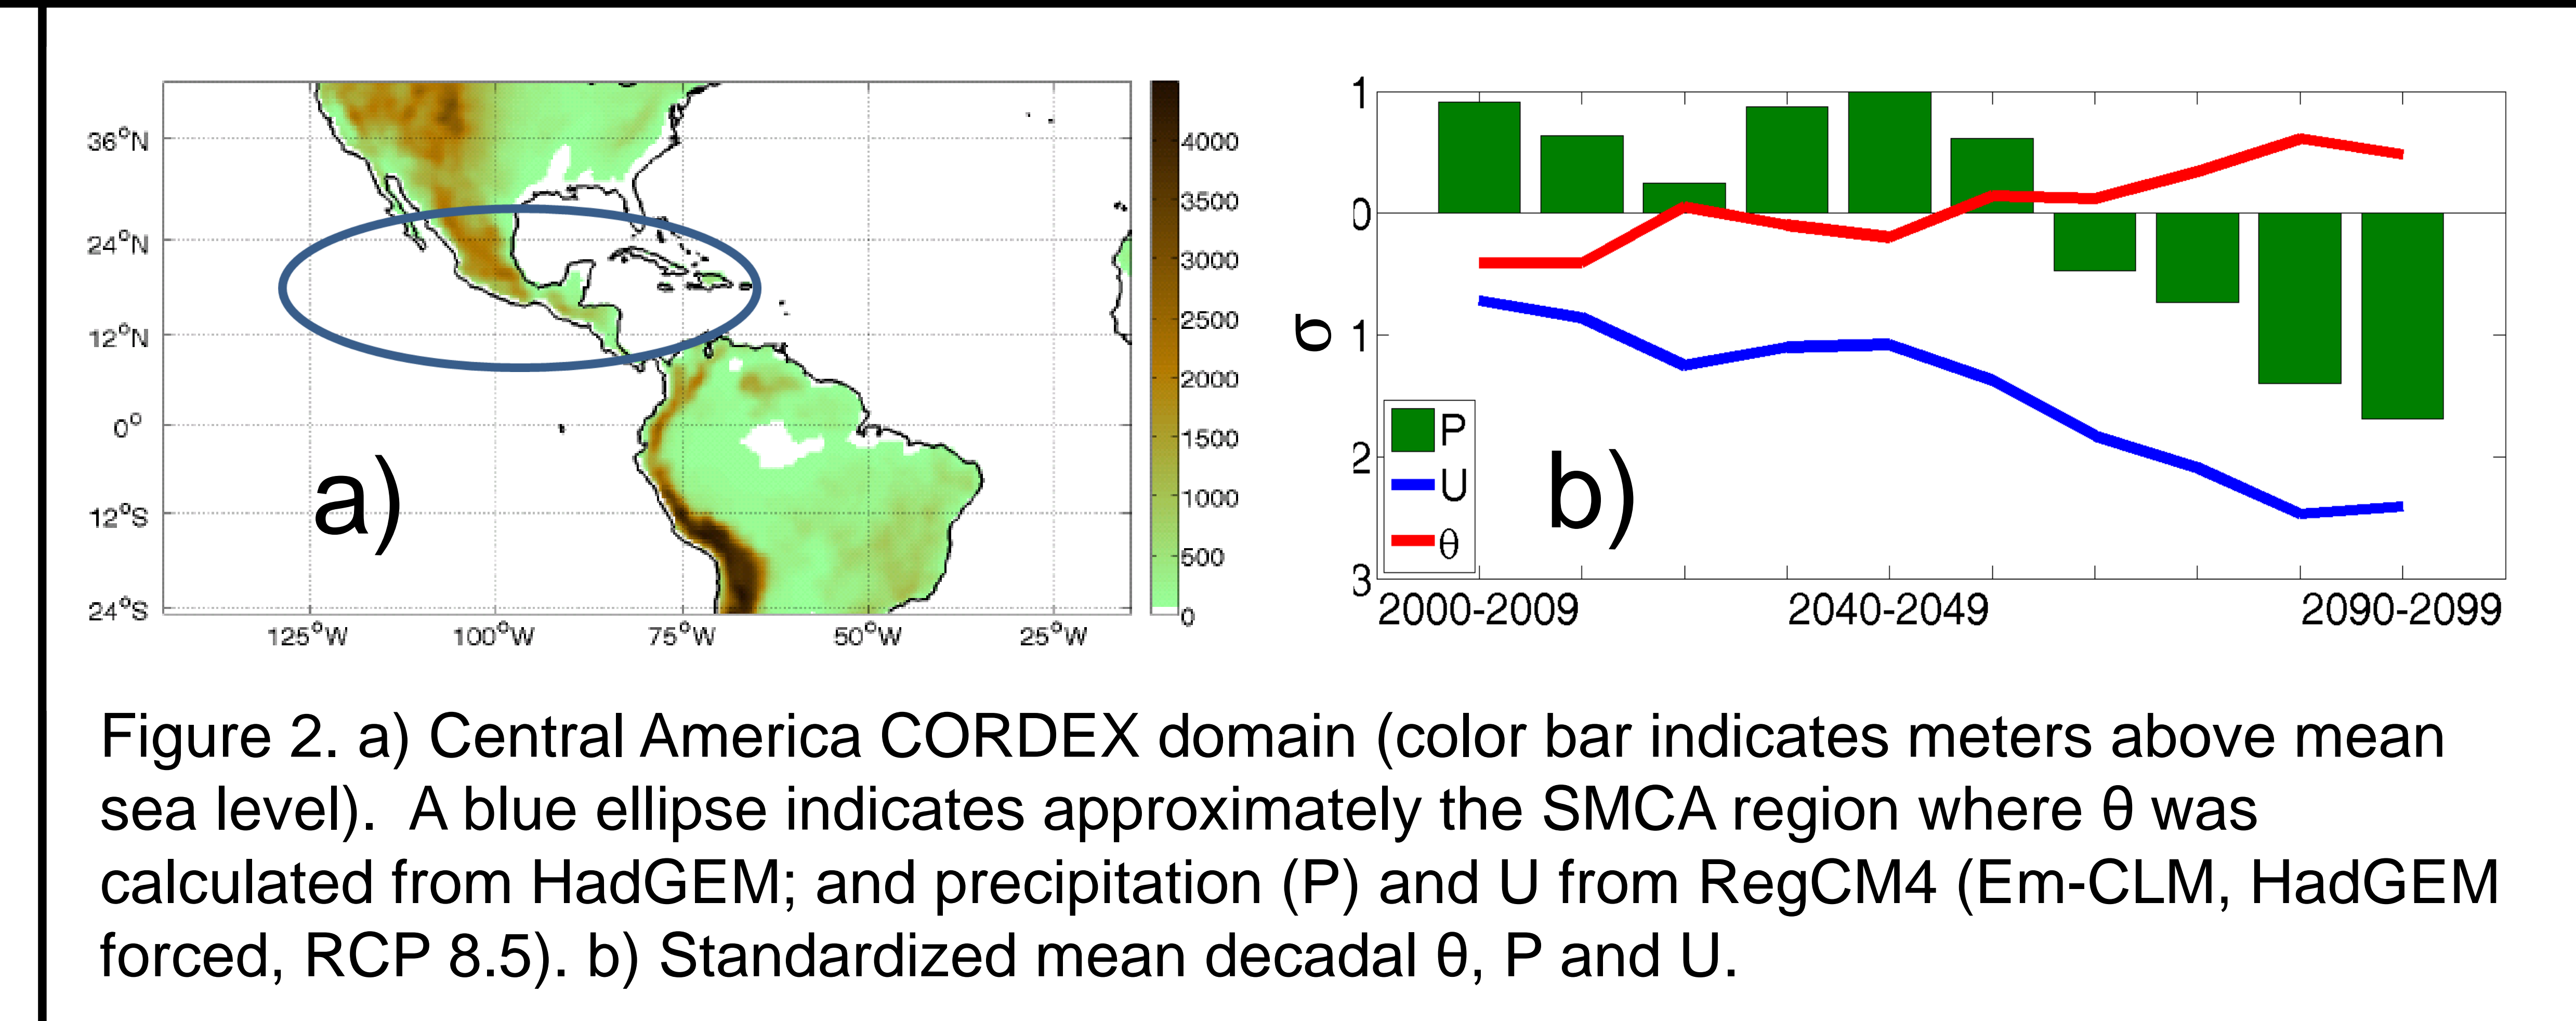 36°N
24°N
12°N
0°
12°S
24°S
125°W 100°W 75°W 50°W 25°W
a)
4000
3500
3000
2500
2000
1500
1000
500
0
σ
1
0
1
2
3
P
U
θ
b)
2000-2009 2040-2049 2090-2099
Figure 2. a) Central America CORDEX domain (color bar indicates meters above mean
sea level).  A blue ellipse indicates approximately the SMCA region where θ was
calculated from HadGEM; and precipitation (P) and U from RegCM4 (Em-CLM, HadGEM
forced, RCP 8.5). b) Standardized mean decadal θ, P and U.